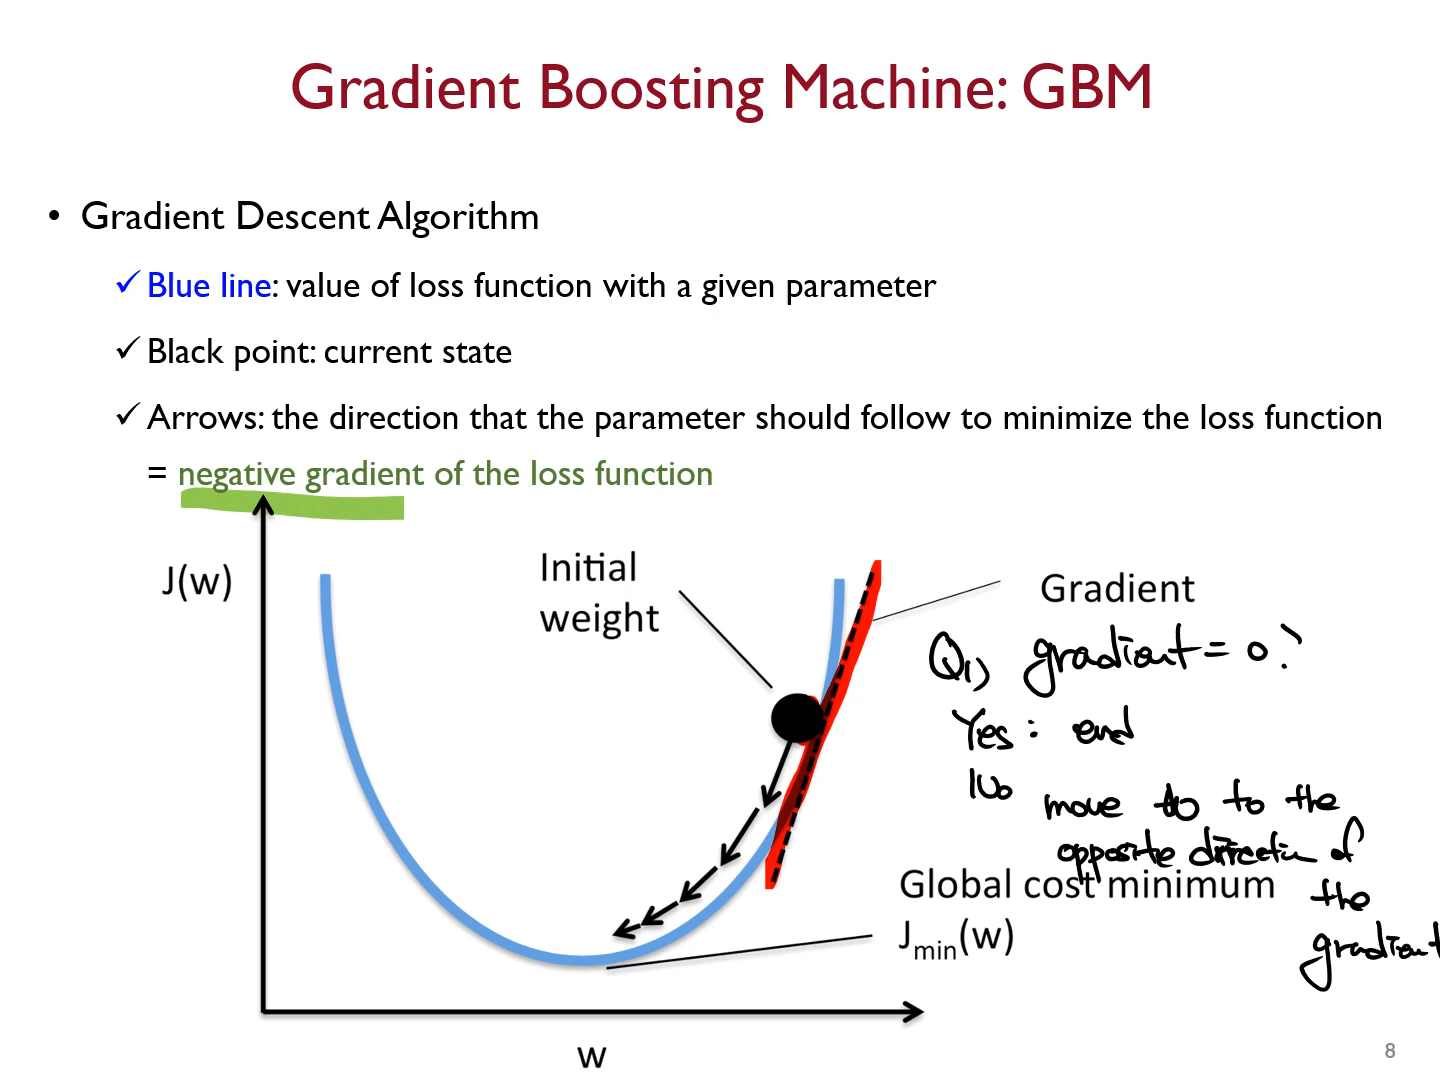 Gradient Boosting Machine: GBM
• Gradient Descent Algorithm
✓ Blue line: value of loss function with a given parameter
✓ Black point: current state
✓ Arrows: the direction that the parameter should follow to minimize the loss function
= negative gradient of the loss function
J(w)
Initial
weight
Gradient
Q1) gradient = 0?
Yes: end
No
move to to the
opposite direction of
the
gradient
Global cost minimum
Jmin(w)
w
8